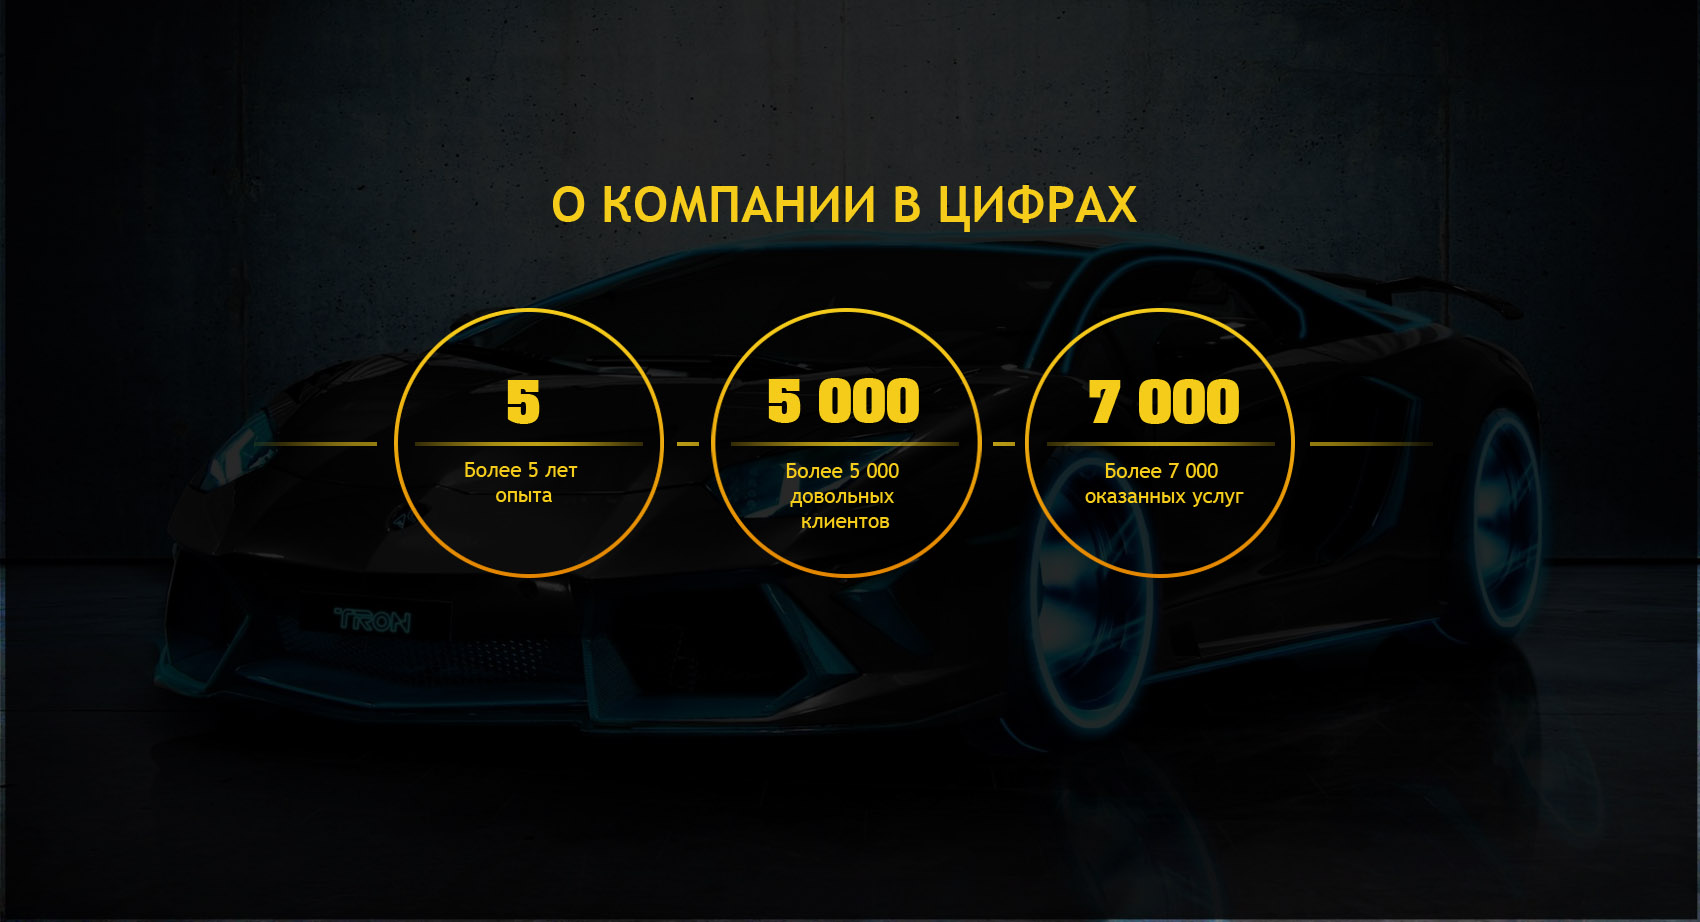 О КОМПАНИИ В ЦИФРАХ
5
Более 5 лет
опыта
5 000
Более 5 000
довольных
клиентов
7 000
Более 7 000
оказанных услуг
TRON